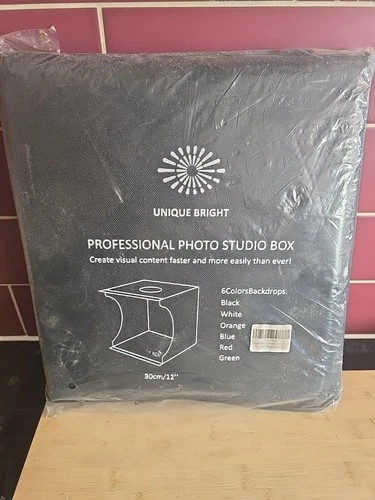 UNIQUE BRIGHT
PROFESSIONAL PHOTO STUDIO BOX
Create visual content faster and more easily than ever!
6ColorsBackdrops.
Black
White
Orange
Blue
Red
Green
30cm/12''